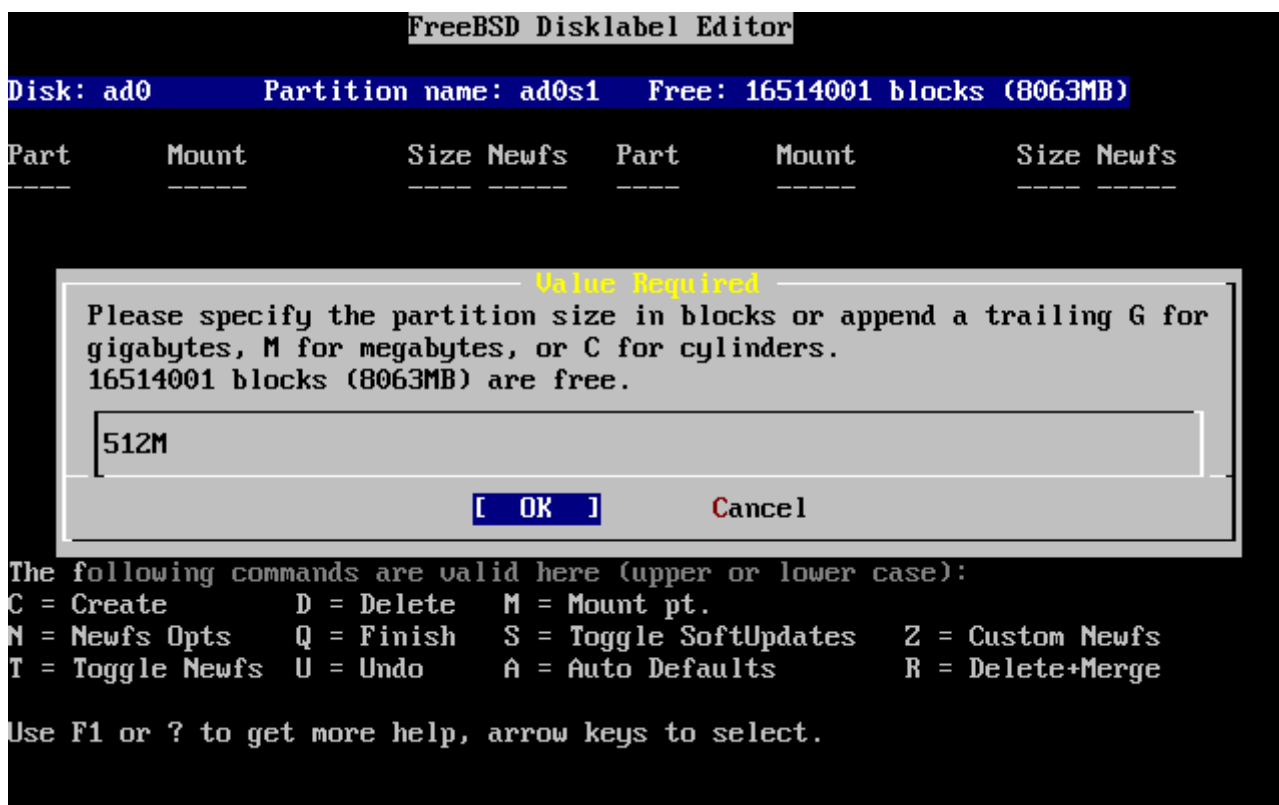 FreeBSD Disklabel Editor
Disk: ad0       Partition name: ad0s1   Free: 16514001 blocks (8063MB)
Part      Mount          Size Newfs   Part      Mount          Size Newfs
----      -----          ---- -----   ----      -----          ---- -----
Value Required
Please specify the partition size in blocks or append a trailing G for
gigabytes, M for megabytes, or C for cylinders.
16514001 blocks (8063MB) are free.
512M
[  OK  ]       Cancel
The following commands are valid here (upper or lower case):
C = Create        D = Delete   M = Mount pt.
N = Newfs Opts    Q = Finish   S = Toggle SoftUpdates   Z = Custom Newfs
T = Toggle Newfs  U = Undo     A = Auto Defaults        R = Delete+Merge
Use F1 or ? to get more help, arrow keys to select.